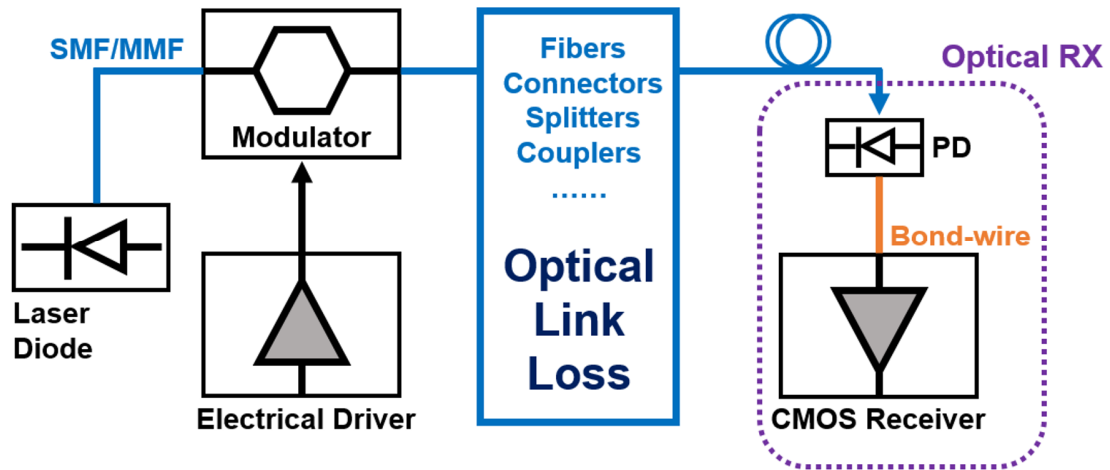 SMF/MMF
Modulator
Laser
Diode
Electrical Driver
Fibers
Connectors
Splitters
Couplers
......
Optical
Link
Loss
Optical RX
PD
Bond-wire
CMOS Receiver